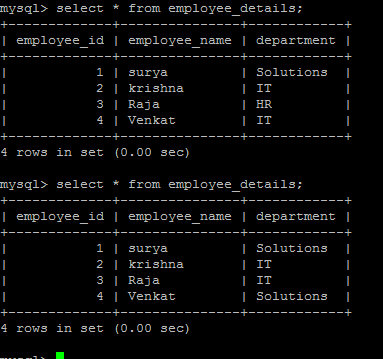 mysql> select * from employee_details;
+-------------+---------------+------------+
| employee_id | employee_name | department |
+-------------+---------------+------------+
|           1 | surya         | Solutions  |
|           2 | krishna       | IT         |
|           3 | Raja          | HR         |
|           4 | Venkat        | IT         |
+-------------+---------------+------------+
4 rows in set (0.00 sec)
mysql> select * from employee_details;
+-------------+---------------+------------+
| employee_id | employee_name | department |
+-------------+---------------+------------+
|           1 | surya         | Solutions  |
|           2 | krishna       | IT         |
|           3 | Raja          | IT         |
|           4 | Venkat        | Solutions  |
+-------------+---------------+------------+
4 rows in set (0.00 sec)
mysql>